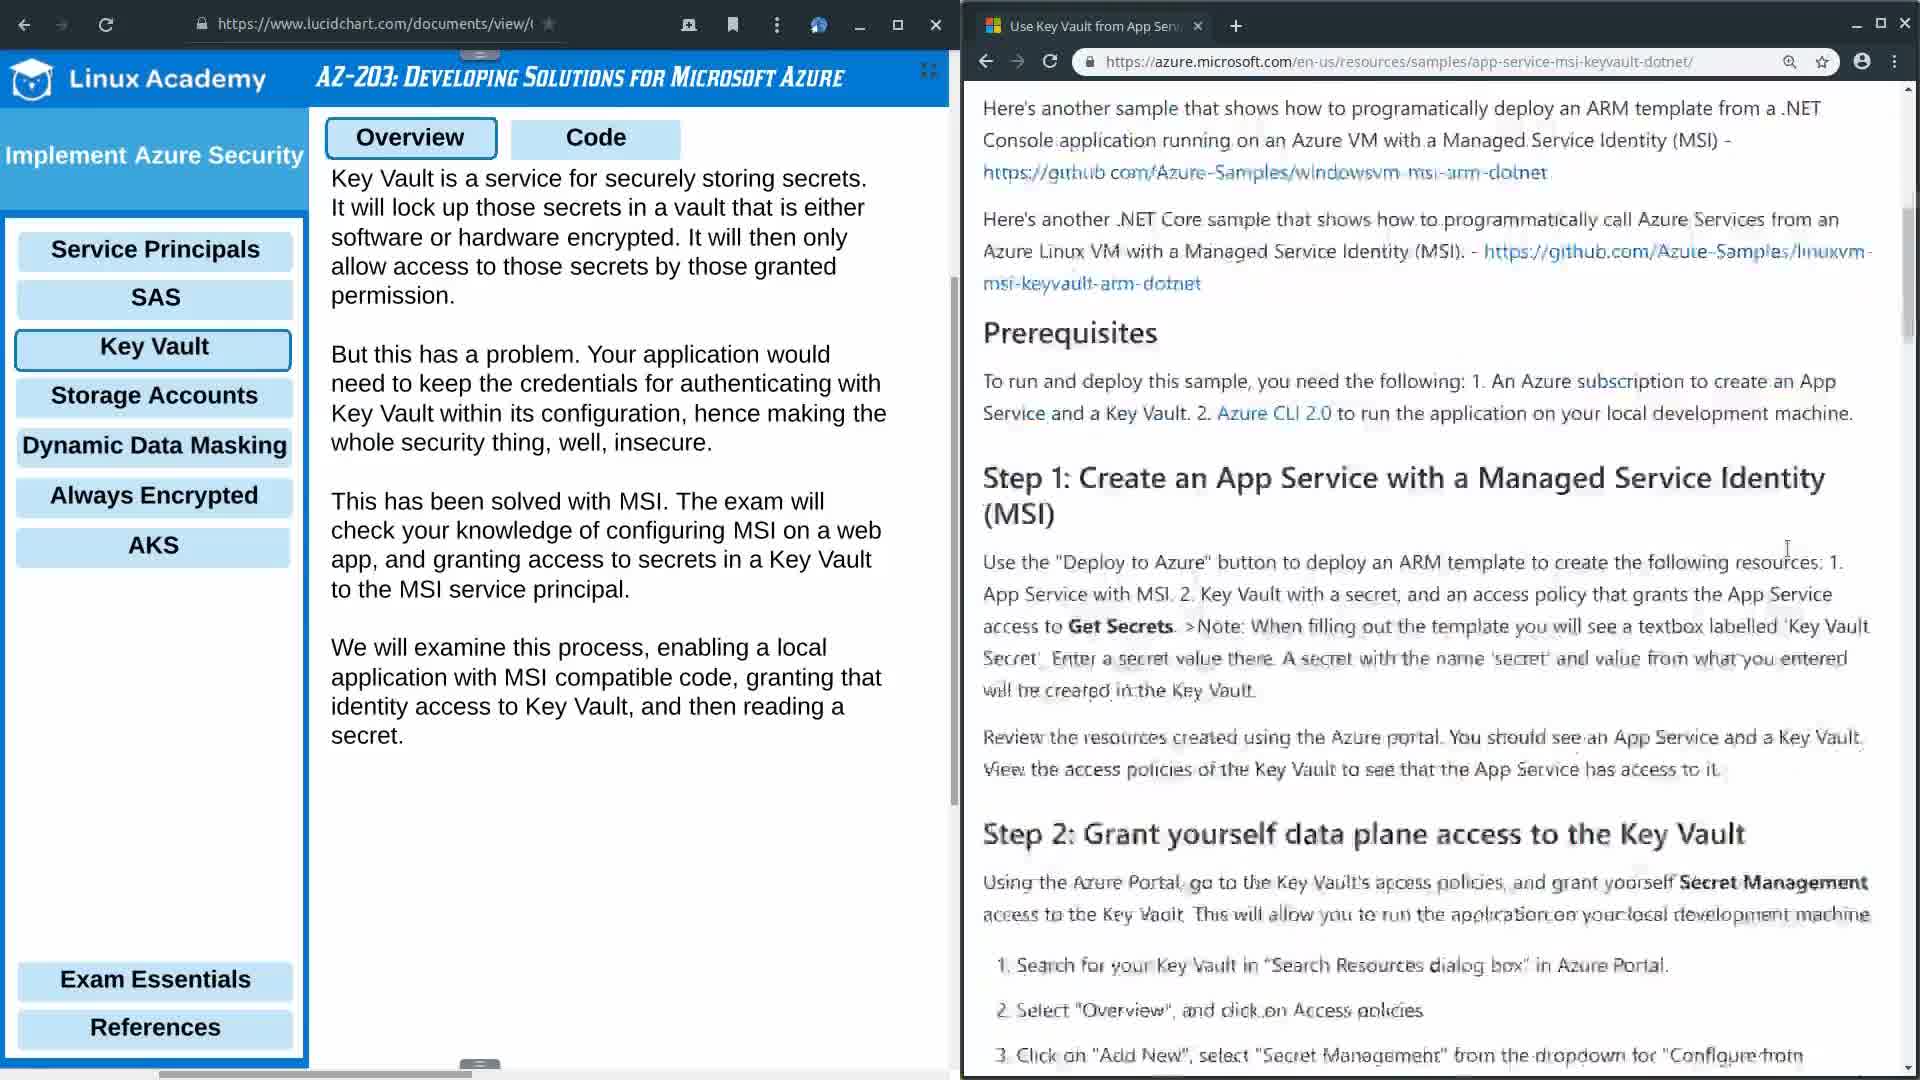 https://www.lucidchart.com/documents/view/(
Linux Academy
AZ-203: Developing Solutions for Microsoft Azure
Implement Azure Security
Service Principals
SAS
Key Vault
Storage Accounts
Dynamic Data Masking
Always Encrypted
AKS
Exam Essentials
References
Overview
Code
Key Vault is a service for securely storing secrets.
It will lock up those secrets in a vault that is either
software or hardware encrypted. It will then only
allow access to those secrets by those granted
permission.
But this has a problem. Your application would
need to keep the credentials for authenticating with
Key Vault within its configuration, hence making the
whole security thing, well, insecure.
This has been solved with MSI. The exam will
check your knowledge of configuring MSI on a web
app, and granting access to secrets in a Key Vault
to the MSI service principal.
We will examine this process, enabling a local
application with MSI compatible code, granting that
identity access to Key Vault, and then reading a
secret.
Use Key Vault from App Serv
https://azure.microsoft.com/en-us/resources/samples/app-service-msi-keyvault-dotnet/
Here's another sample that shows how to programatically deploy an ARM template from a .NET
Console application running on an Azure VM with a Managed Service Identity (MSI) -
https://github.com/Azure-Samples/windowsvm-msi-arm-dotnet
Here's another .NET Core sample that shows how to programmatically call Azure Services from an
Azure Linux VM with a Managed Service Identity (MSI). - https://github.com/Azure-Samples/linuxvm-
msi-keyvault-arm-dotnet
Prerequisites
To run and deploy this sample, you need the following: 1. An Azure subscription to create an App
Service and a Key Vault. 2. Azure CLI 2.0 to run the application on your local development machine.
Step 1: Create an App Service with a Managed Service Identity
(MSI)
Use the "Deploy to Azure" button to deploy an ARM template to create the following resources: 1.
App Service with MSI. 2. Key Vault with a secret, and an access policy that grants the App Service
access to Get Secrets. >Note: When filling out the template you will see a textbox labelled 'Key Vault
Secret'. Enter a secret value there. A secret with the name 'secret' and value from what you entered
will be created in the Key Vault.
Review the resources created using the Azure portal. You should see an App Service and a Key Vault.
View the access policies of the Key Vault to see that the App Service has access to it.
Step 2: Grant yourself data plane access to the Key Vault
Using the Azure Portal, go to the Key Vault's access policies, and grant yourself Secret Management
access to the Key Vault. This will allow you to run the application on your local development machine
1. Search for your Key Vault in "Search Resources dialog box" in Azure Portal.
2. Select "Overview", and click on Access policies
3. Click on "Add New", select "Secret Management" from the dropdown for "Configure from